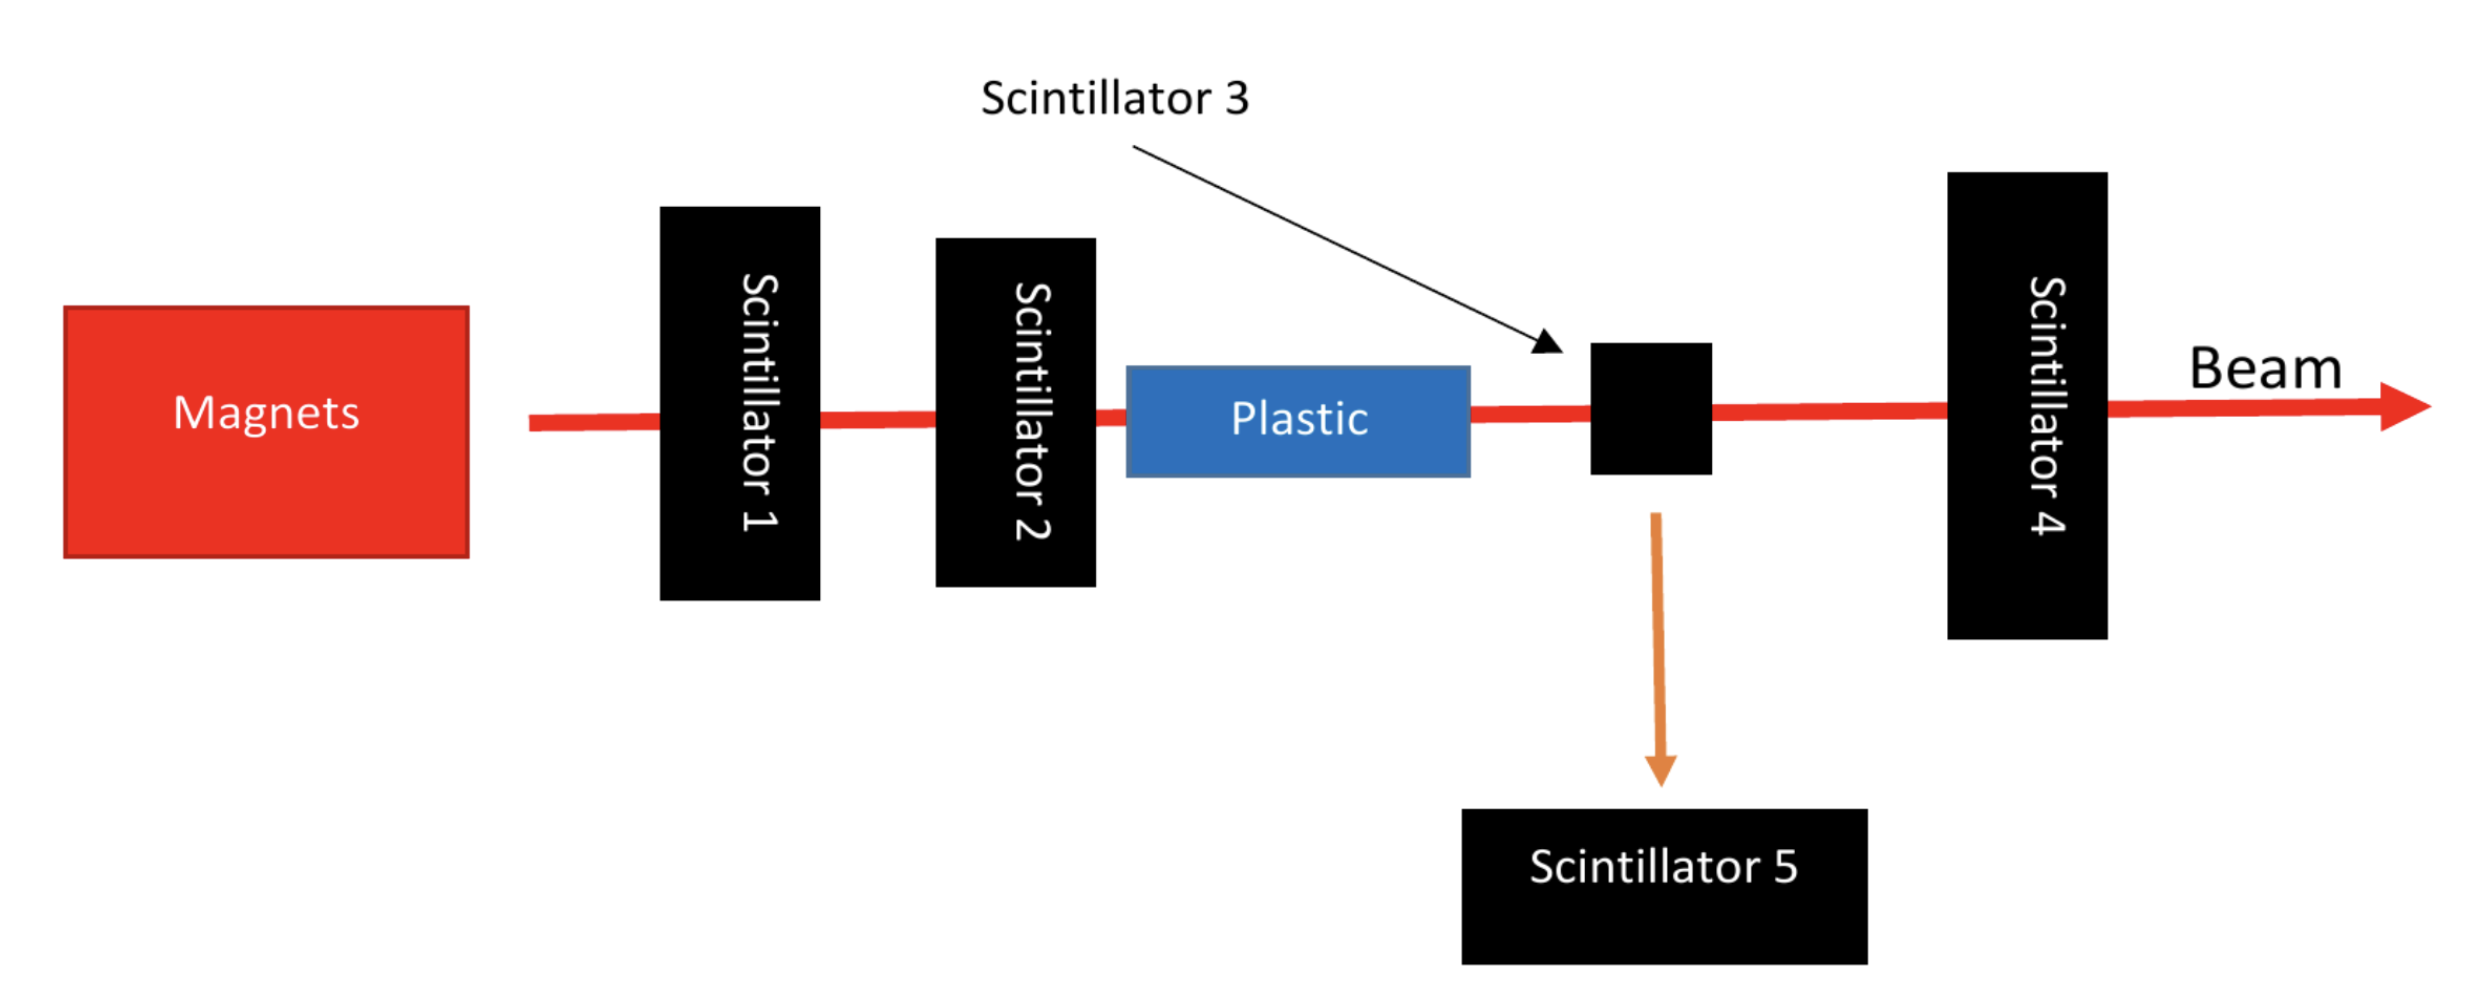 Scintillator 3
Magnets
Scintillator 1
Scintillator 2
Plastic
Scintillator 4
Beam
Scintillator 5